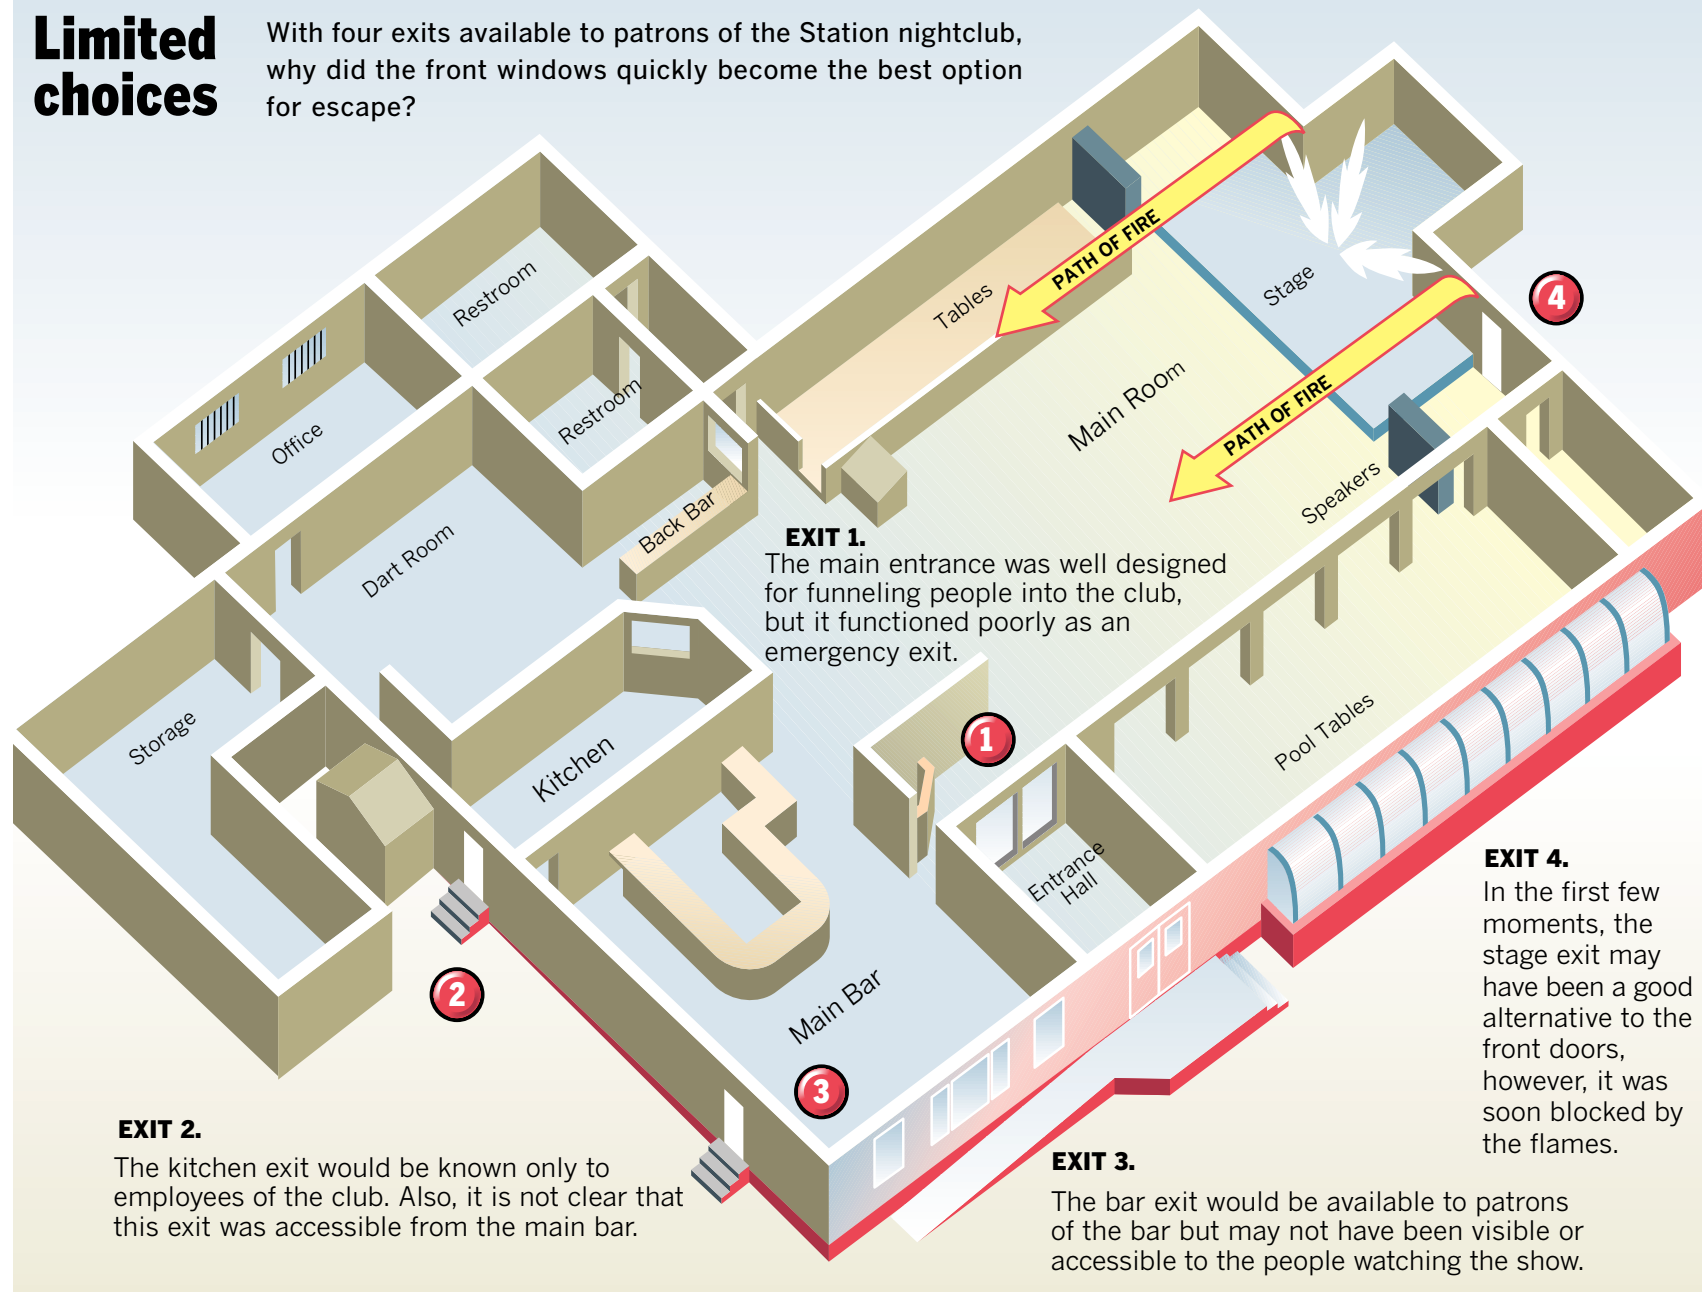 Limited
choices
With four exits available to patrons of the Station nightclub,
why did the front windows quickly become the best option
for escape?
Restroom
Restroom
Office
Dart Room
Storage
Back Bar
Kitchen
Tables
PATH OF FIRE
Stage
4
Main Room
PATH OF FIRE
Speakers
EXIT 1.
The main entrance was well designed
for funneling people into the club,
but it functioned poorly as an
emergency exit.
1
Pool Tables
Entrance
Hall
2
Main Bar
3
EXIT 4.
In the first few
moments, the
stage exit may
have been a good
alternative to the
front doors,
however, it was
soon blocked by
the flames.
EXIT 2.
The kitchen exit would be known only to
employees of the club. Also, it is not clear that
this exit was accessible from the main bar.
EXIT 3.
The bar exit would be available to patrons
of the bar but may not have been visible or
accessible to the people watching the show.